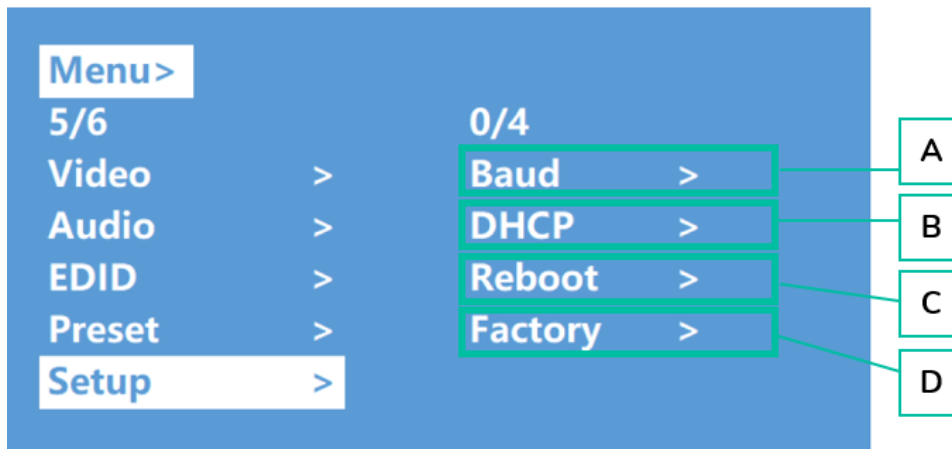 Menu>
5/6
Video >
Audio >
EDID >
Preset >
Setup >
0/4
Baud >
DHCP >
Reboot >
Factory >
A
B
C
D